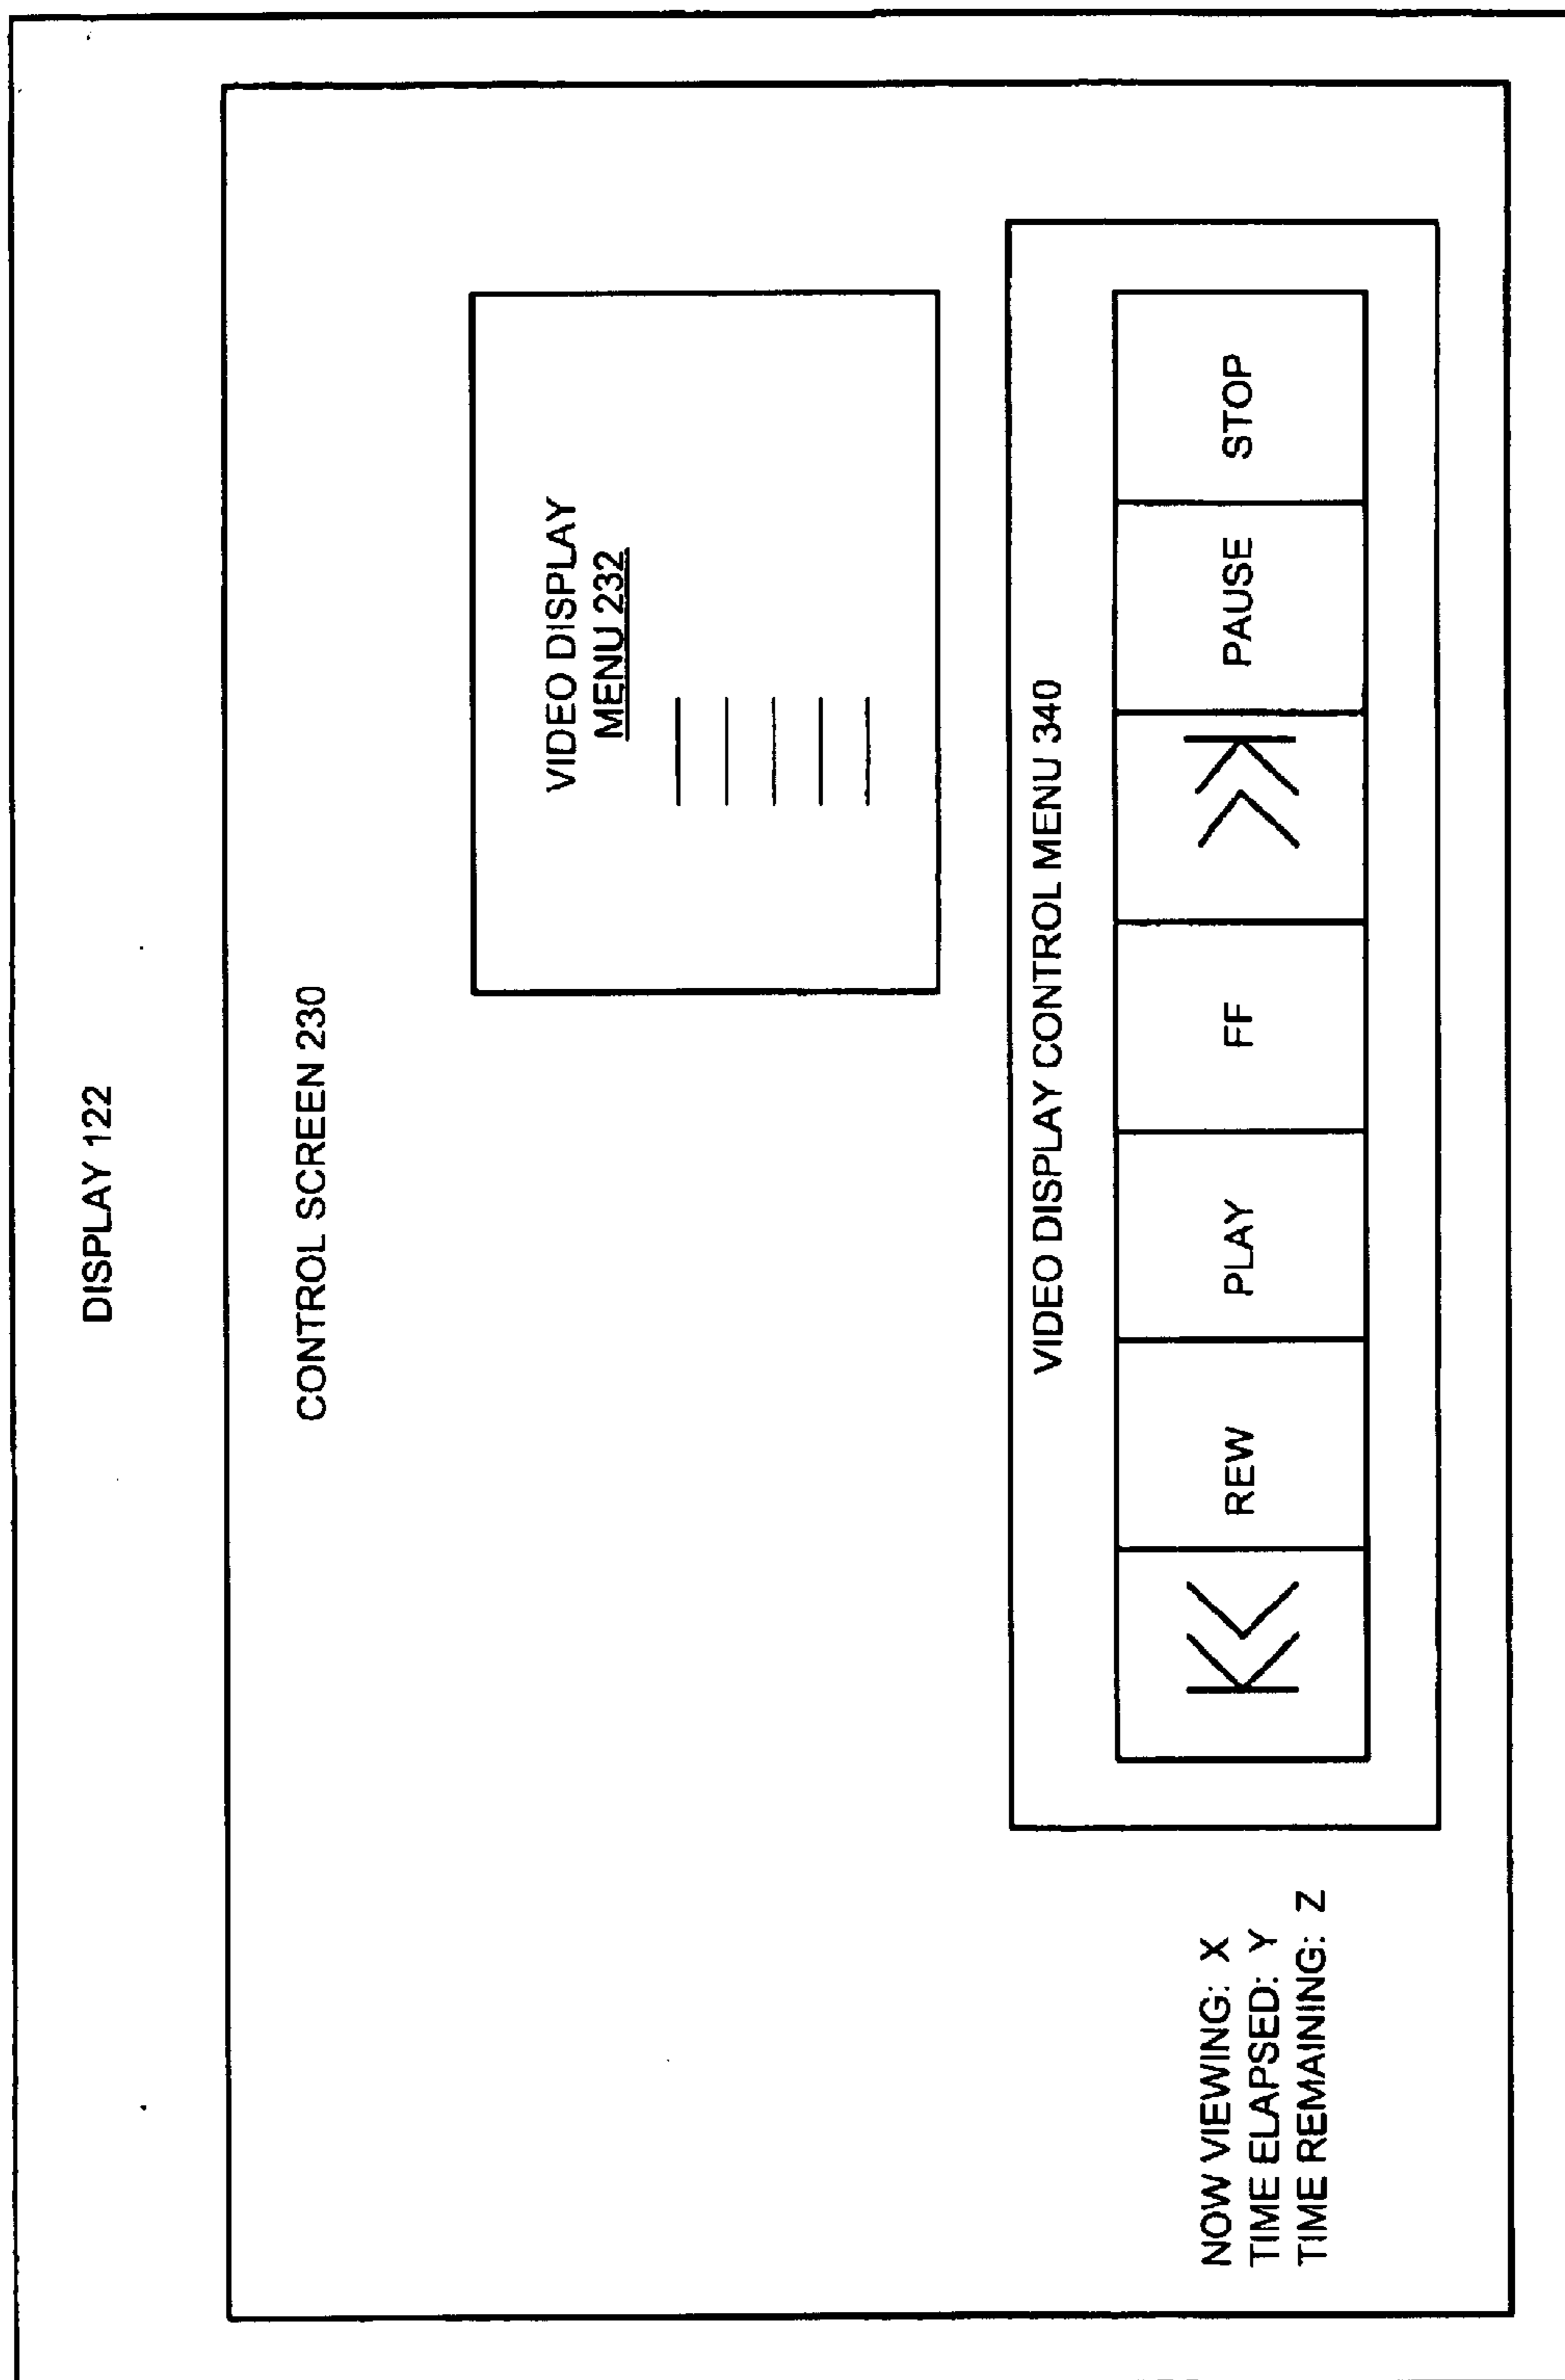 DISPLAY 122
CONTROL SCREEN 230
VIDEO DISPLAY
MENU 232
VIDEO DISPLAY CONTROL MENU 340
REW
PLAY
FF
PAUSE
STOP
NOW VIEWING: X
TIME ELAPSED: Y
TIME REMAINING: Z